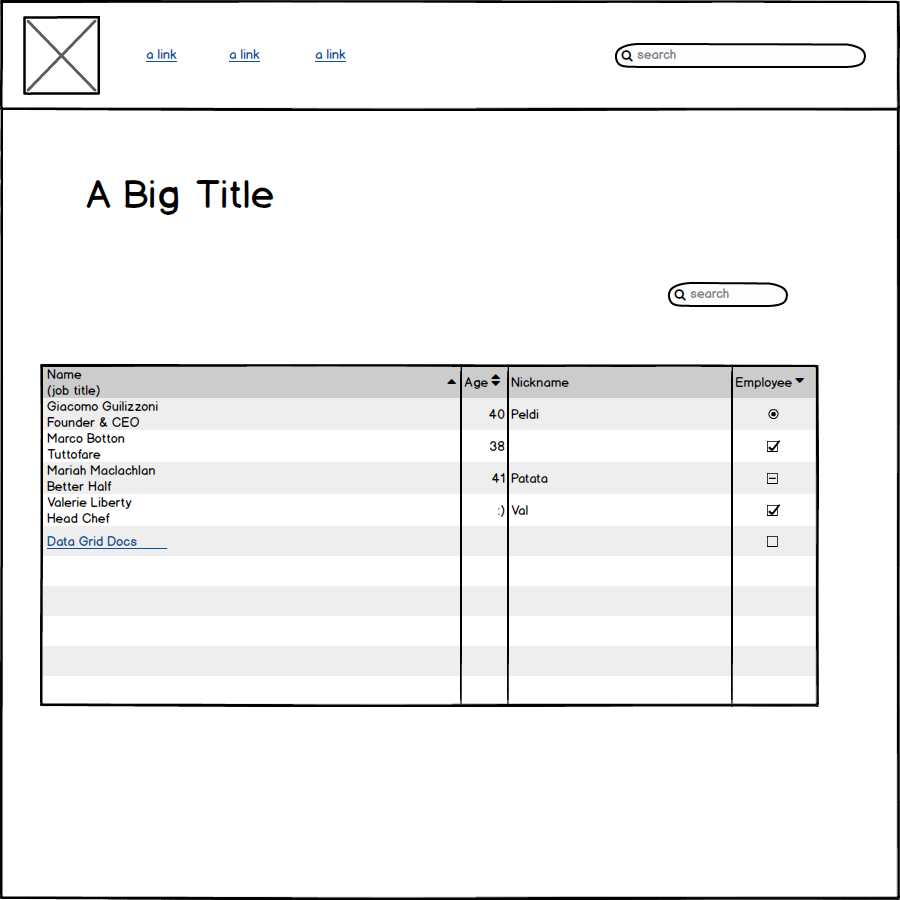 a link a link a link search
A Big Title
search
Name
(job title) Age Nickname Employee
Giacomo Guilizzoni
Founder & CEO 40 Peldi
Marco Botton
Tuttofare 38
Mariah Maclachlan
Better Half 41 Patata
Valerie Liberty
Head Chef :) Val
Data Grid Docs